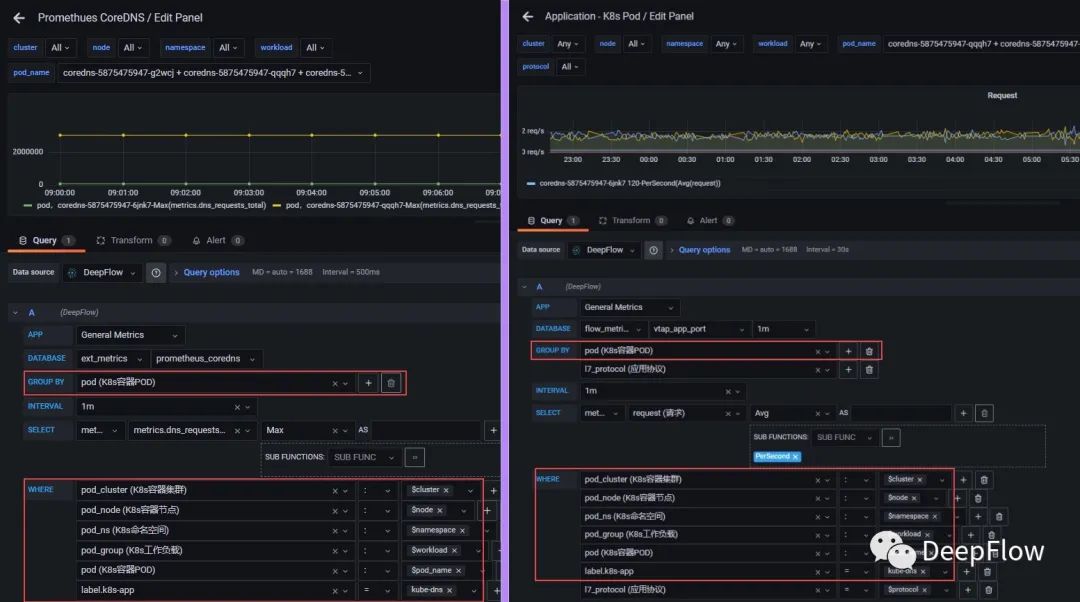 Promethues CoreDNS / Edit Panel
cluster All node All namespace All workload All
pod_name coredns-5875475947-g2wcj + coredns-5875475947-qqqh7 + coredns-5...
2000000
0
09:00:00 09:01:00 09:02:00 09:03:00 09:04:00 09:05:00 09:06:00 09:0
pod, coredns-5875475947-6jnk7-Max(metrics.dns_requests_total) pod, coredns-5875475947-qqqh7-Max(metrics.dns_requests_
Query 1 Transform 0 Alert 0
Data source DeepFlow Query options MD = auto = 1688 Interval = 500ms
A (DeepFlow)
APP General Metrics
DATABASE ext_metrics prometheus_coredns
GROUP BY pod (K8s容器POD)
INTERVAL 1m
SELECT met... metrics.dns_requests... Max AS
SUB FUNCTIONS: SUB FUNC
WHERE pod_cluster (K8s容器集群) : $cluster
pod_node (K8s容器节点) : $node
pod_ns (K8s命名空间) : $namespace
pod_group (K8s工作负载) : $workload
pod (K8s容器POD) : $pod_name
label.k8s-app = kube-dns
Application - K8s Pod / Edit Panel
cluster Any node All namespace Any workload Any pod_name coredns-5875475947-qqqh7 + coredns-5875475947-6jnk7
protocol All
Request
2 req/s
0 req/s
23:00 23:30 00:00 00:30 01:00 01:30 02:00 02:30 03:00 03:30 04:00 04:30 05:00 05:30
coredns-5875475947-6jnk7 120-PerSecond(Avg(request))
Query 1 Transform 0 Alert 0
Data source DeepFlow Query options MD = auto = 1688 Interval = 30s
A (DeepFlow)
APP General Metrics
DATABASE flow_metri... vtap_app_port 1m
GROUP BY pod (K8s容器POD)
l7_protocol (应用协议)
INTERVAL 1m
SELECT met... request (请求) Avg AS
SUB FUNCTIONS: SUB FUNC
PerSecond
WHERE pod_cluster (K8s容器集群) : $cluster
pod_node (K8s容器节点) : $node
pod_ns (K8s命名空间) : $namespace
pod_group (K8s工作负载) :
pod (K8s容器POD) :
label.k8s-app = kube-dns
l7_protocol (应用协议) = $protocol
DeepFlow